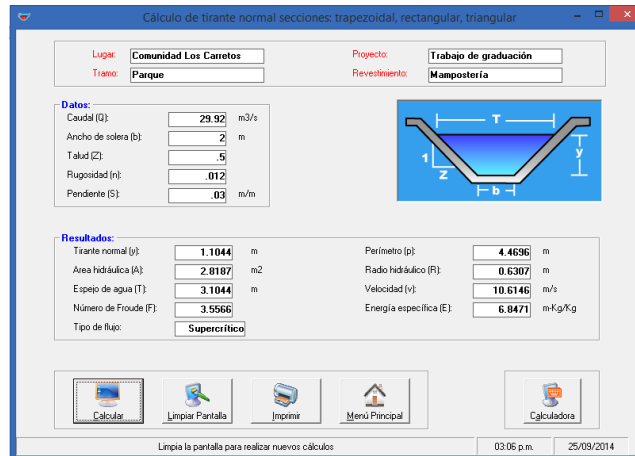 Cálculo de tirante normal secciones: trapezoidal, rectangular, triangular
Lugar: Comunidad Los Carretos Proyecto: Trabajo de graduación
Tramo: Parque Revestimiento: Mampostería
Datos:
Caudal (Q): 29.92 m3/s
Ancho de solera (b): 2 m
Talud (Z): .5
Rugosidad (n): .012
Pendiente (S): .03 m/m
T
y
1
Z
b
Resultados:
Tirante normal (y): 1.1044 m Perímetro (p): 4.4696 m
Area hidráulica (A): 2.8187 m2 Radio hidráulico (R): 0.6307 m
Espejo de agua (T): 3.1044 m Velocidad (v): 10.6146 m/s
Número de Froude (F): 3.5566 Energía específica (E): 6.8471 m-Kg/Kg
Tipo de flujo: Supercrítico
Calcular Limpiar Pantalla Imprimir Menú Principal Calculadora
Limpia la pantalla para realizar nuevos cálculos 03:06 p.m. 25/09/2014